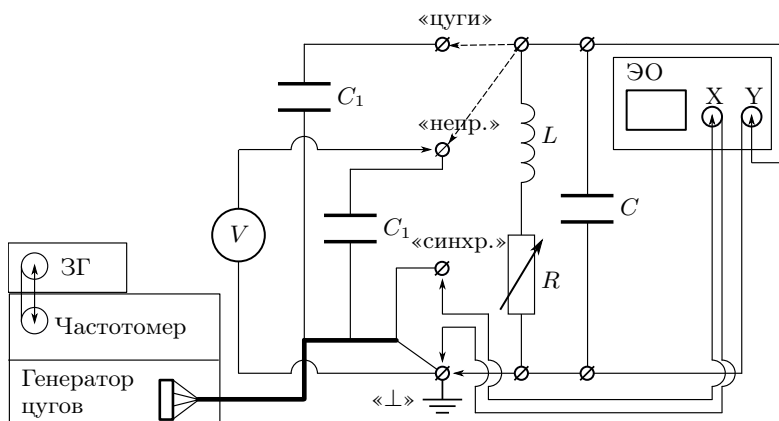 «цуги»
ЭО
X Y
C₁
«непр.»
L
V
C₁
C
«синхр.»
ЗГ
R
Частотомер
Генератор
цугов
«⊥»